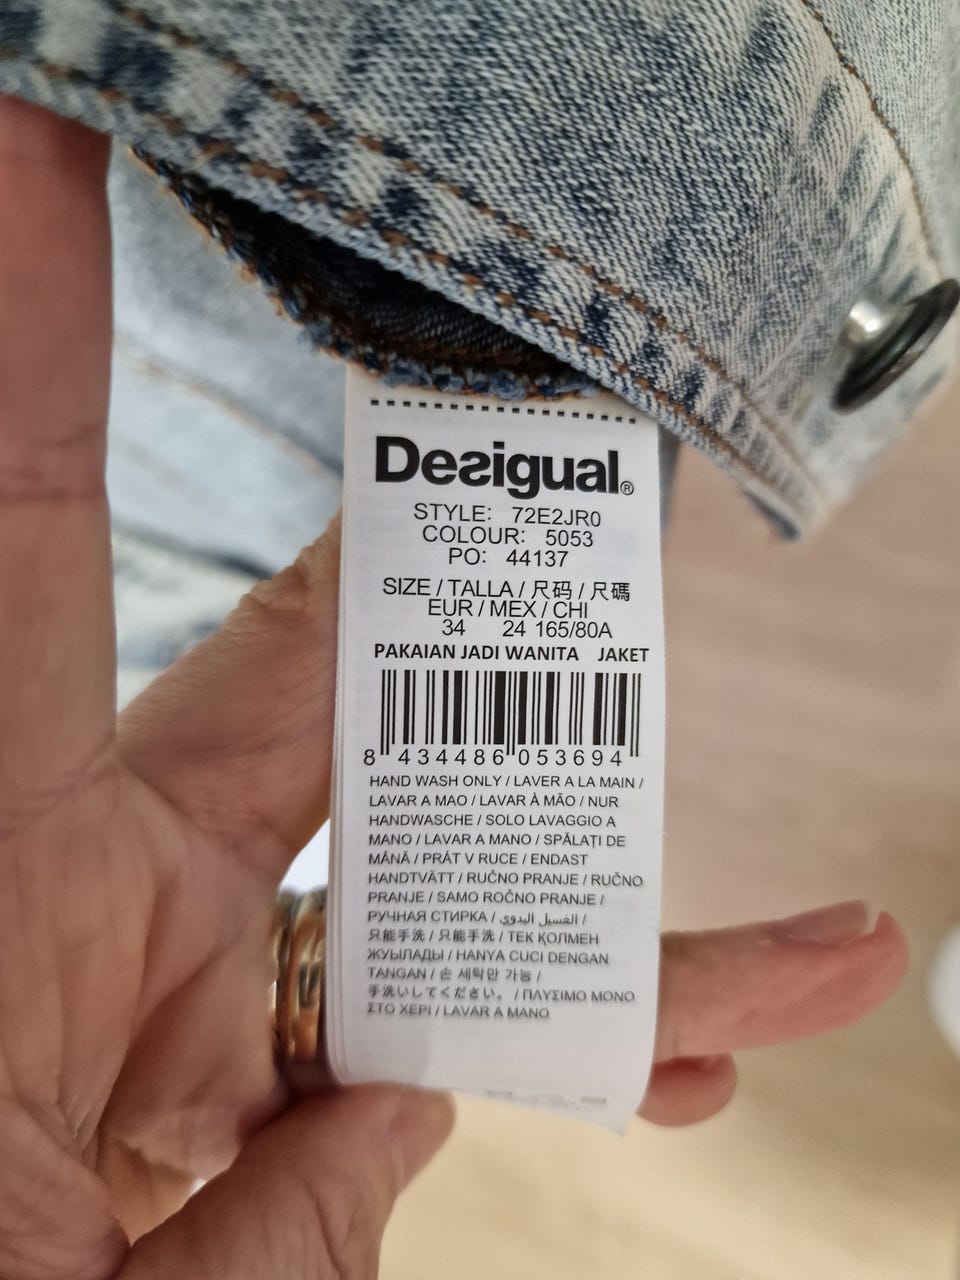 Desigual®
STYLE: 72E2JR0
COLOUR: 5053
PO: 44137
SIZE / TALLA / 尺码 / 尺碼
EUR / MEX / CHI
34 24 165/80A
PAKAIAN JADI WANITA JAKET
8 434486 053694
HAND WASH ONLY / LAVER A LA MAIN /
LAVAR A MAO / LAVAR À MÃO / NUR
HANDWASCHE / SOLO LAVAGGIO A
MANO / LAVAR A MANO / SPĂLAȚI DE
MÂNĂ / PRÁT V RUCE / ENDAST
HANDTVÄTT / RUČNO PRANJE / RUČNO
PRANJE / SAMO ROČNO PRANJE /
РУЧНАЯ СТИРКА / الغسيل اليدوي /
只能手洗 / 只能手洗 / ТЕК ҚОЛМЕН
ЖУЫЛАДЫ / HANYA CUCI DENGAN
TANGAN / 손 세탁만 가능 /
手洗いしてください。 / ΠΛΥΣΙΜΟ ΜΟΝΟ
ΣΤΟ ΧΕΡΙ / LAVAR A MANO